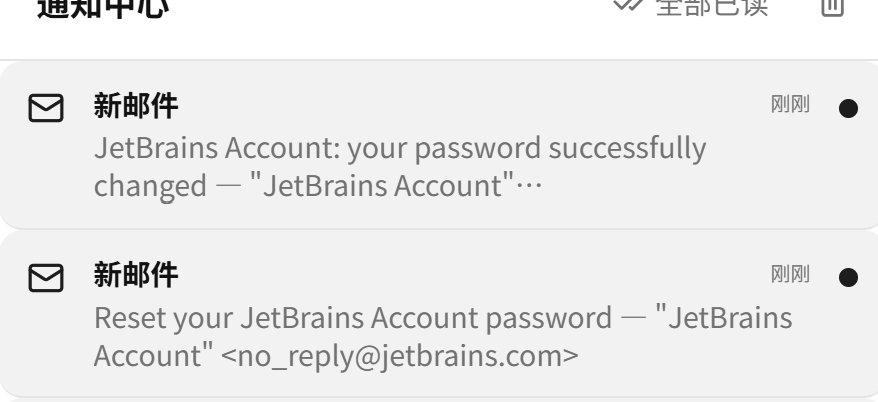 通知中心
全部已读
新邮件
刚刚
JetBrains Account: your password successfully
changed — "JetBrains Account"⋯
新邮件
刚刚
Reset your JetBrains Account password — "JetBrains
Account" <no_reply@jetbrains.com>